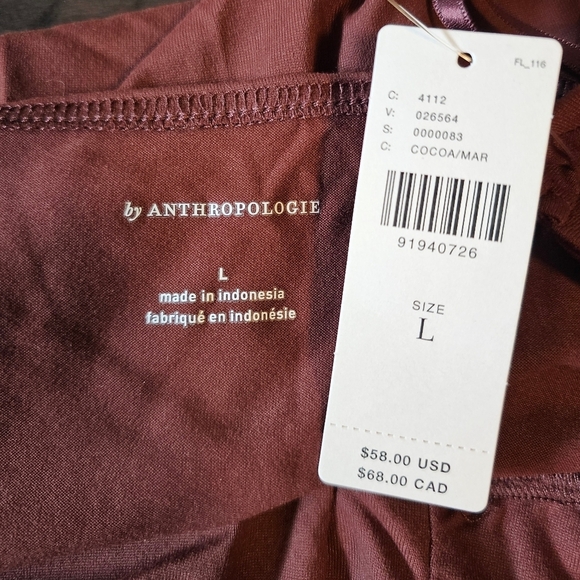 by ANTHROPOLOGIE
L
made in indonesia
fabriqué en indonésie
FL_116
C: 4112
V: 026564
S: 0000083
C: COCOA/MAR
91940726
SIZE
L
$58.00 USD
$68.00 CAD